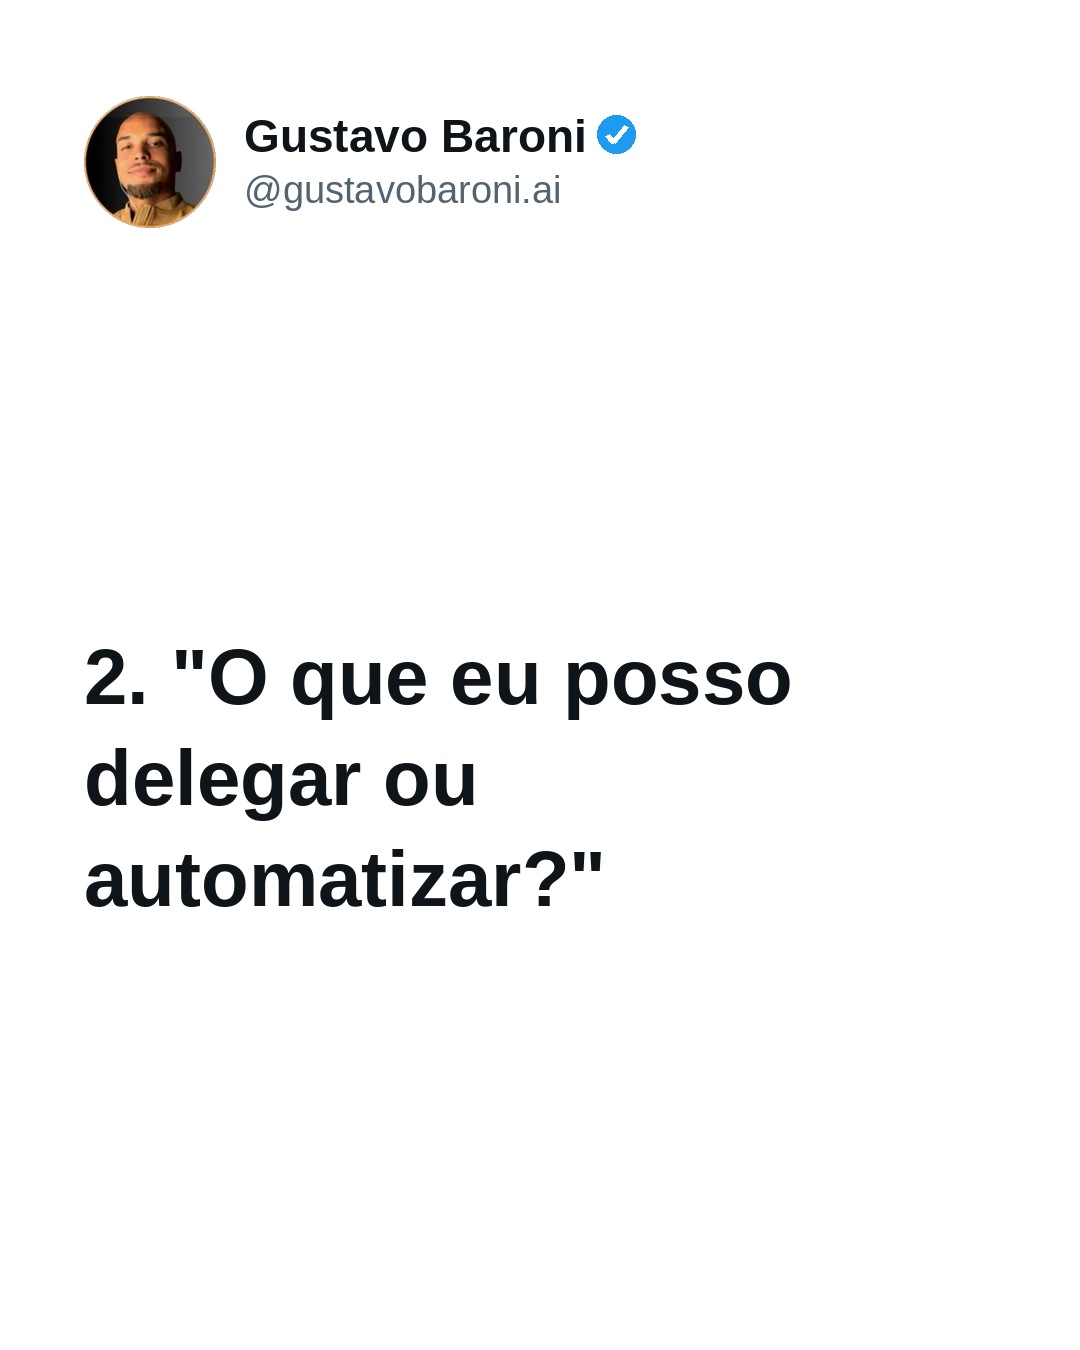 Gustavo Baroni
@gustavobaroni.ai
2. "O que eu posso
delegar ou
automatizar?"